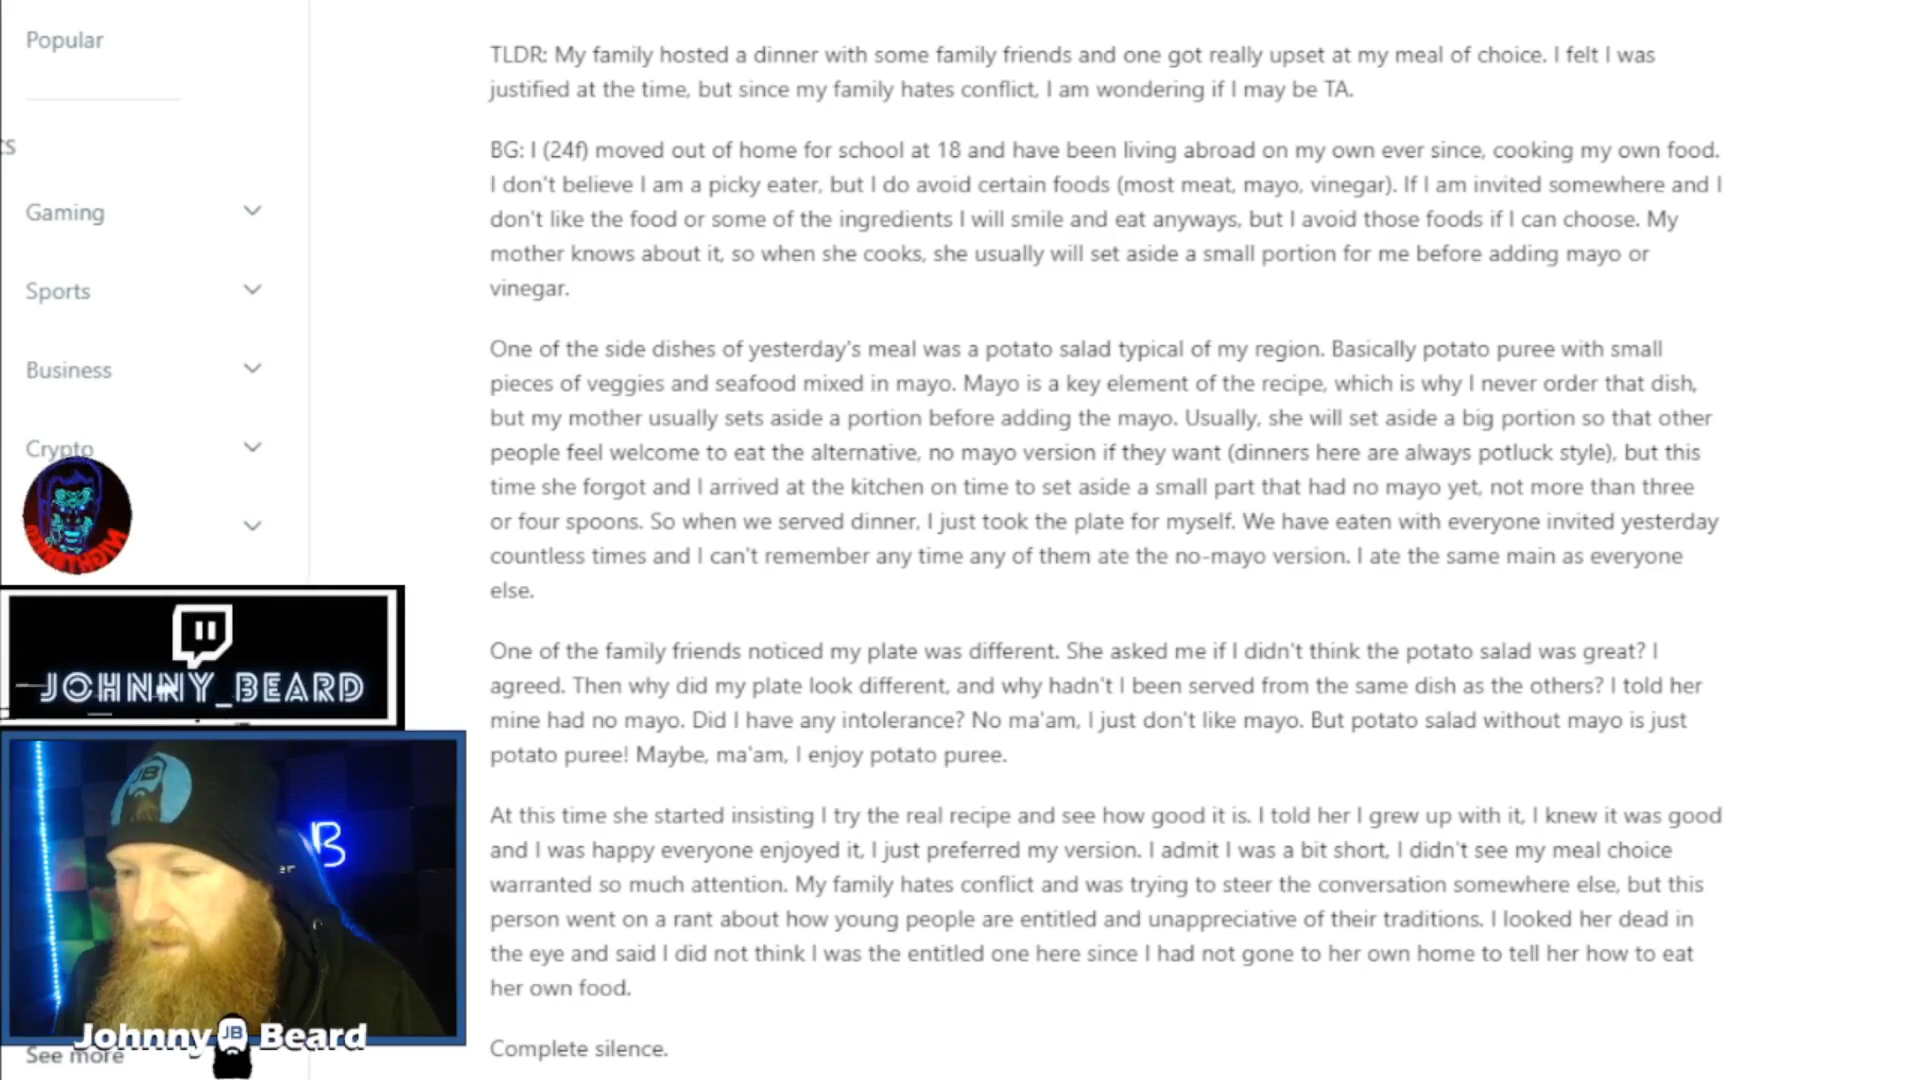 Popular
Gaming
Sports
Business
Crypto
See more
TLDR: My family hosted a dinner with some family friends and one got really upset at my meal of choice. I felt I was
justified at the time, but since my family hates conflict, I am wondering if I may be TA.
BG: I (24f) moved out of home for school at 18 and have been living abroad on my own ever since, cooking my own food.
I don't believe I am a picky eater, but I do avoid certain foods (most meat, mayo, vinegar). If I am invited somewhere and I
don't like the food or some of the ingredients I will smile and eat anyways, but I avoid those foods if I can choose. My
mother knows about it, so when she cooks, she usually will set aside a small portion for me before adding mayo or
vinegar.
One of the side dishes of yesterday's meal was a potato salad typical of my region. Basically potato puree with small
pieces of veggies and seafood mixed in mayo. Mayo is a key element of the recipe, which is why I never order that dish,
but my mother usually sets aside a portion before adding the mayo. Usually, she will set aside a big portion so that other
people feel welcome to eat the alternative, no mayo version if they want (dinners here are always potluck style), but this
time she forgot and I arrived at the kitchen on time to set aside a small part that had no mayo yet, not more than three
or four spoons. So when we served dinner, I just took the plate for myself. We have eaten with everyone invited yesterday
countless times and I can't remember any time any of them ate the no-mayo version. I ate the same main as everyone
else.
One of the family friends noticed my plate was different. She asked me if I didn't think the potato salad was great? I
agreed. Then why did my plate look different, and why hadn't I been served from the same dish as the others? I told her
mine had no mayo. Did I have any intolerance? No ma'am, I just don't like mayo. But potato salad without mayo is just
potato puree! Maybe, ma'am, I enjoy potato puree.
At this time she started insisting I try the real recipe and see how good it is. I told her I grew up with it, I knew it was good
and I was happy everyone enjoyed it, I just preferred my version. I admit I was a bit short, I didn't see my meal choice
warranted so much attention. My family hates conflict and was trying to steer the conversation somewhere else, but this
person went on a rant about how young people are entitled and unappreciative of their traditions. I looked her dead in
the eye and said I did not think I was the entitled one here since I had not gone to her own home to tell her how to eat
her own food.
Complete silence.
JOHNNY_BEARD
JB
B
Johnny JB Beard